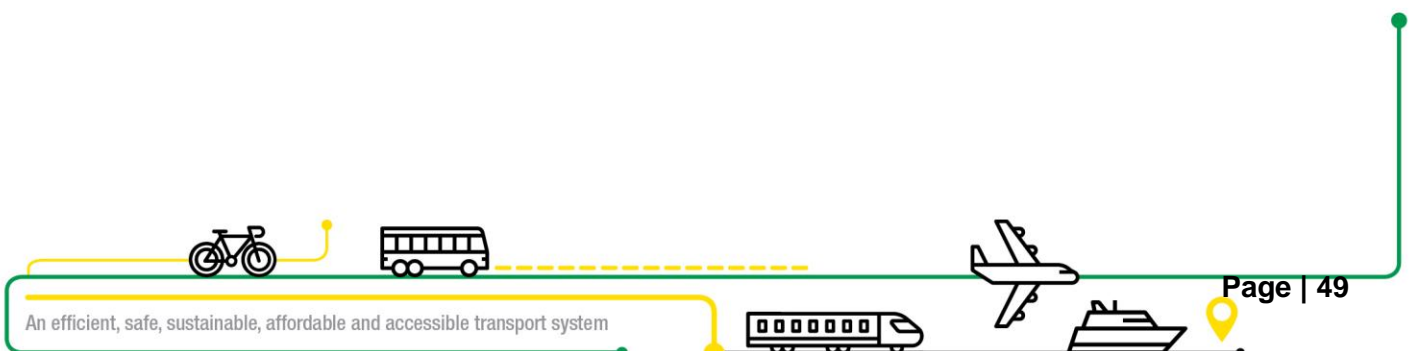 Page | 49
An efficient, safe, sustainable, affordable and accessible transport system